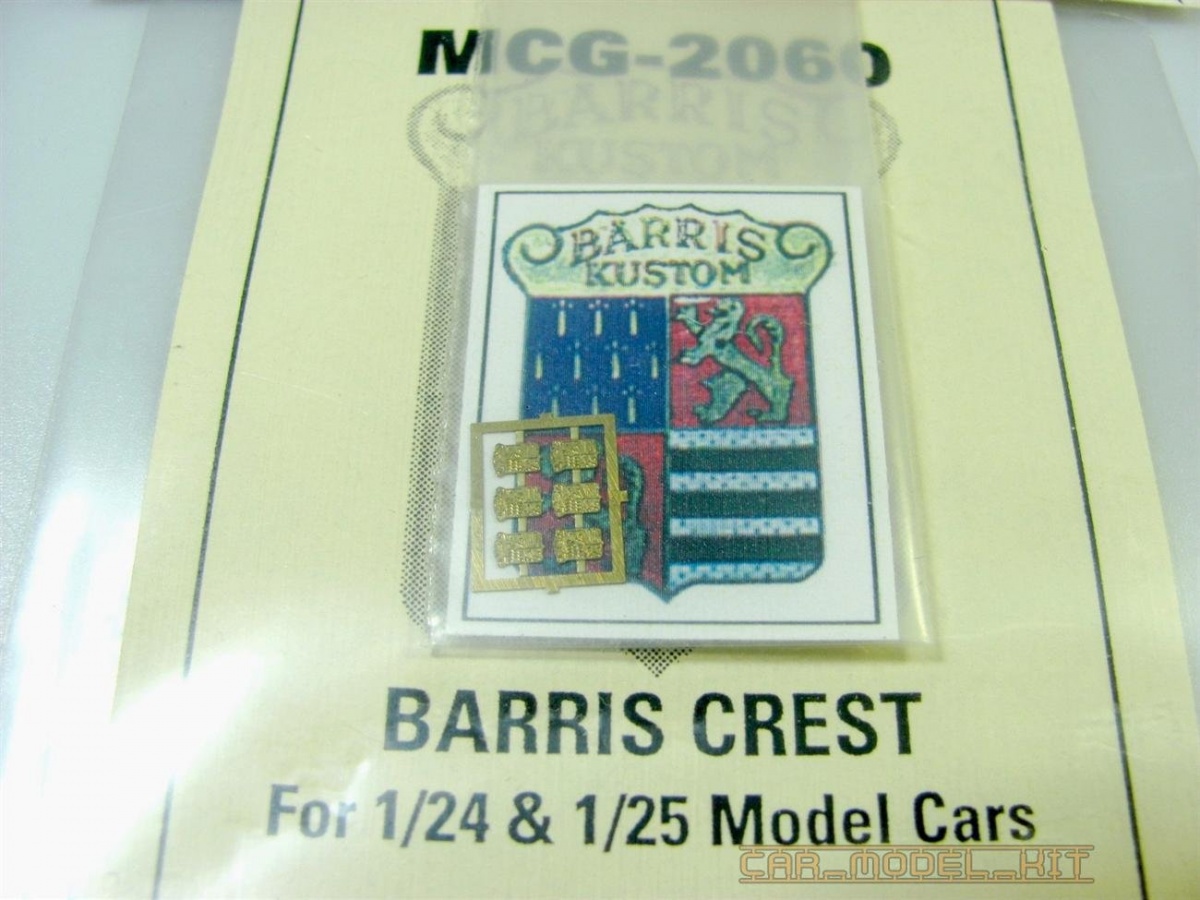 MCG-2060
BARRIS
KUSTOM
BARRIS
KUSTOM
BARRIS CREST
For 1/24 & 1/25 Model Cars
CAR_MODEL_KIT